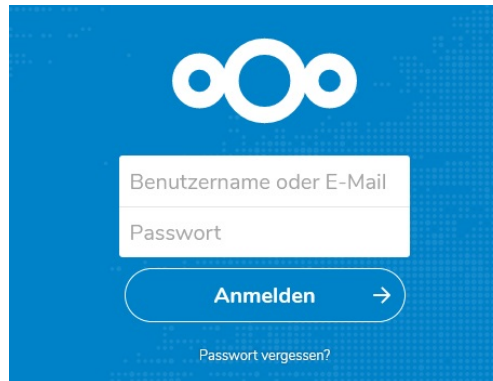 Benutzername oder E-Mail
Passwort
Anmelden
Passwort vergessen?